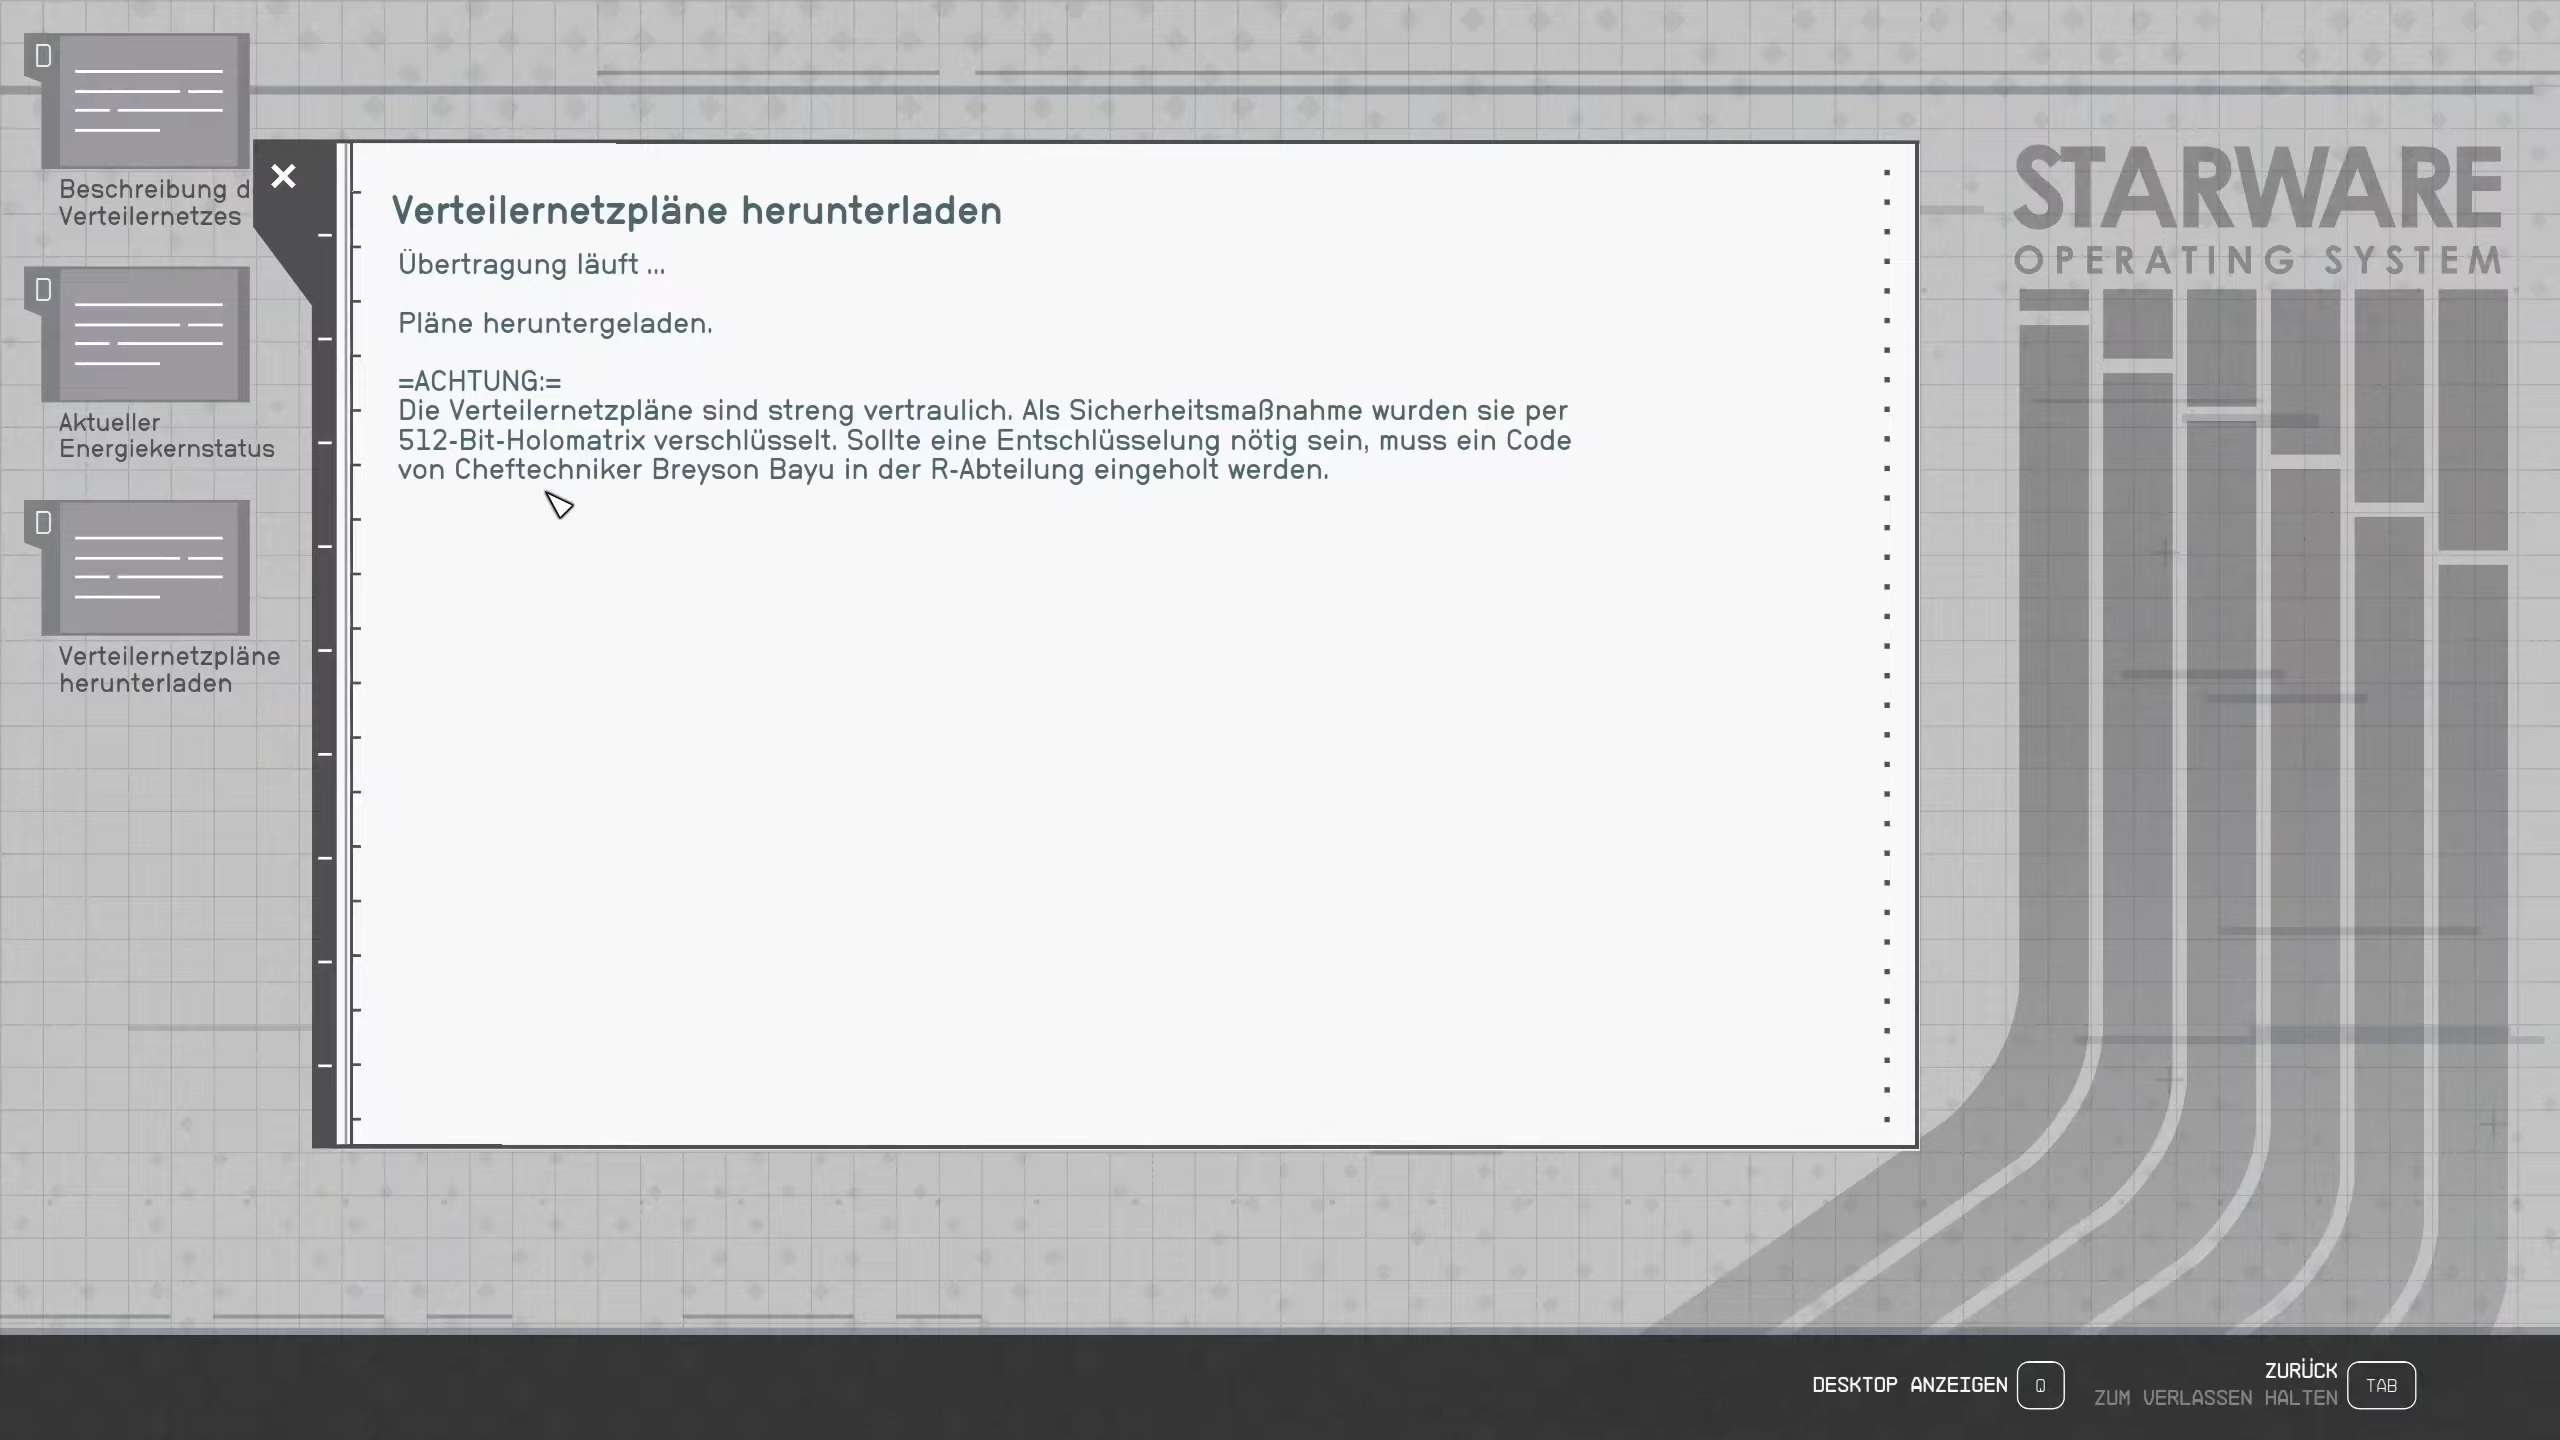 Beschreibung d
Verteilernetzes
Aktueller
Energiekernstatus
Verteilernetzpläne
herunterladen
Verteilernetzpläne herunterladen
Übertragung läuft ...
Pläne heruntergeladen.
=ACHTUNG:=
Die Verteilernetzpläne sind streng vertraulich. Als Sicherheitsmaßnahme wurden sie per
512-Bit-Holomatrix verschlüsselt. Sollte eine Entschlüsselung nötig sein, muss ein Code
von Cheftechniker Breyson Bayu in der R-Abteilung eingeholt werden.
STARWARE
OPERATING SYSTEM
DESKTOP ANZEIGEN Q
ZURÜCK
ZUM VERLASSEN HALTEN TAB